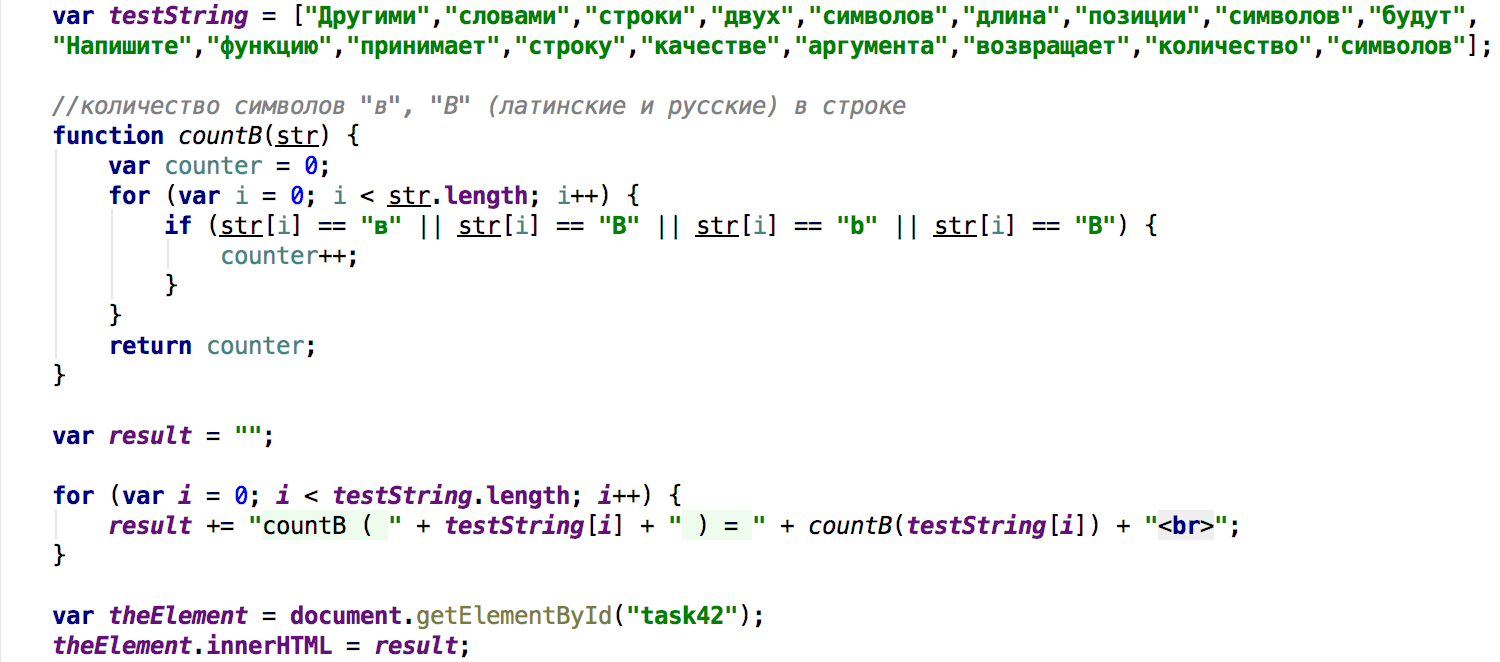 var testString = ["Другими","словами","строки","двух","символов","длина","позиции","символов","будут",
"Напишите","функцию","принимает","строку","качестве","аргумента","возвращает","количество","символов"];
//количество символов "в", "В" (латинские и русские) в строке
function countB(str) {
var counter = 0;
for (var i = 0; i < str.length; i++) {
if (str[i] == "в" || str[i] == "В" || str[i] == "b" || str[i] == "B") {
counter++;
}
}
return counter;
}
var result = "";
for (var i = 0; i < testString.length; i++) {
result += "countB ( " + testString[i] + " ) = " + countB(testString[i]) + "<br>";
}
var theElement = document.getElementById("task42");
theElement.innerHTML = result;